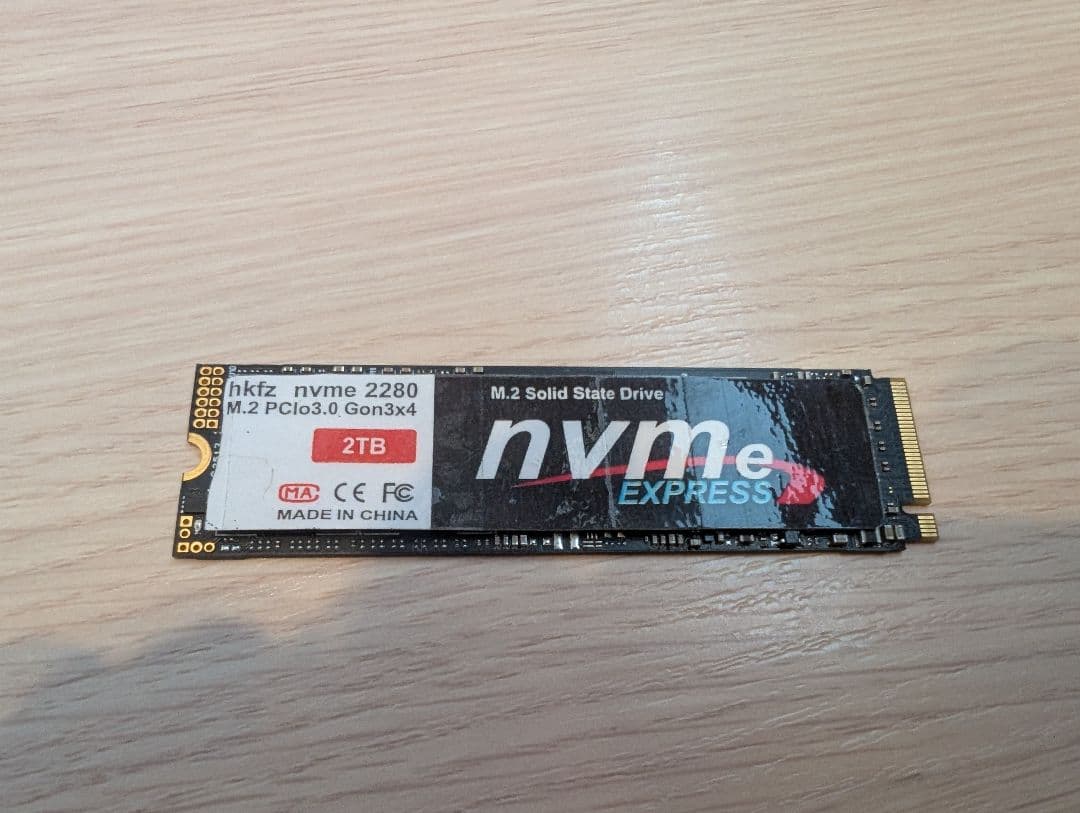 hkfz nvme 2280
M.2 PCIo3.0 Gon3x4
2TB
MA CE FC
MADE IN CHINA
M.2 Solid State Drive
nvme
EXPRESS